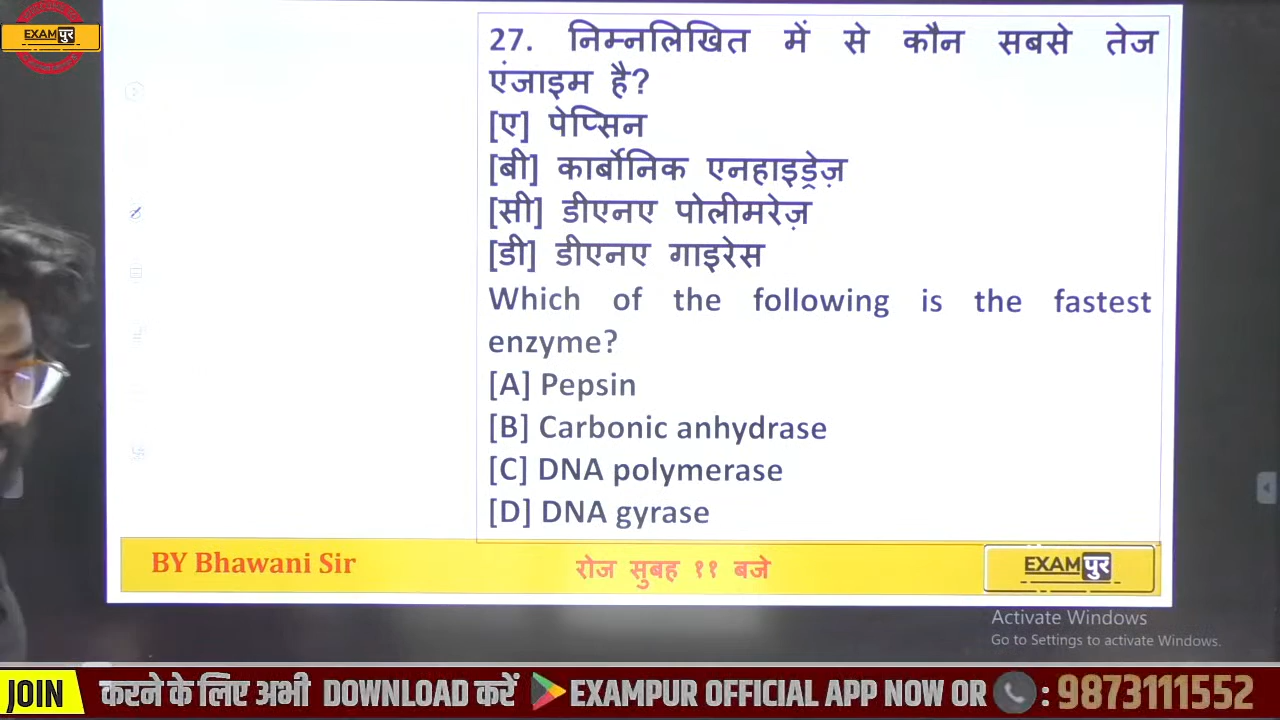 EXAMपुर
27. निम्नलिखित में से कौन सबसे तेज
एंजाइम है?
[ए] पेप्सिन
[बी] कार्बोनिक एनहाइड्रेज़
[सी] डीएनए पोलीमरेज़
[डी] डीएनए गाइरेस
Which of the following is the fastest
enzyme?
[A] Pepsin
[B] Carbonic anhydrase
[C] DNA polymerase
[D] DNA gyrase
BY Bhawani Sir
रोज सुबह ११ बजे
EXAMपुर
Activate Windows
Go to Settings to activate Windows.
JOIN करने के लिए अभी DOWNLOAD करें EXAMPUR OFFICIAL APP NOW OR : 9873111552